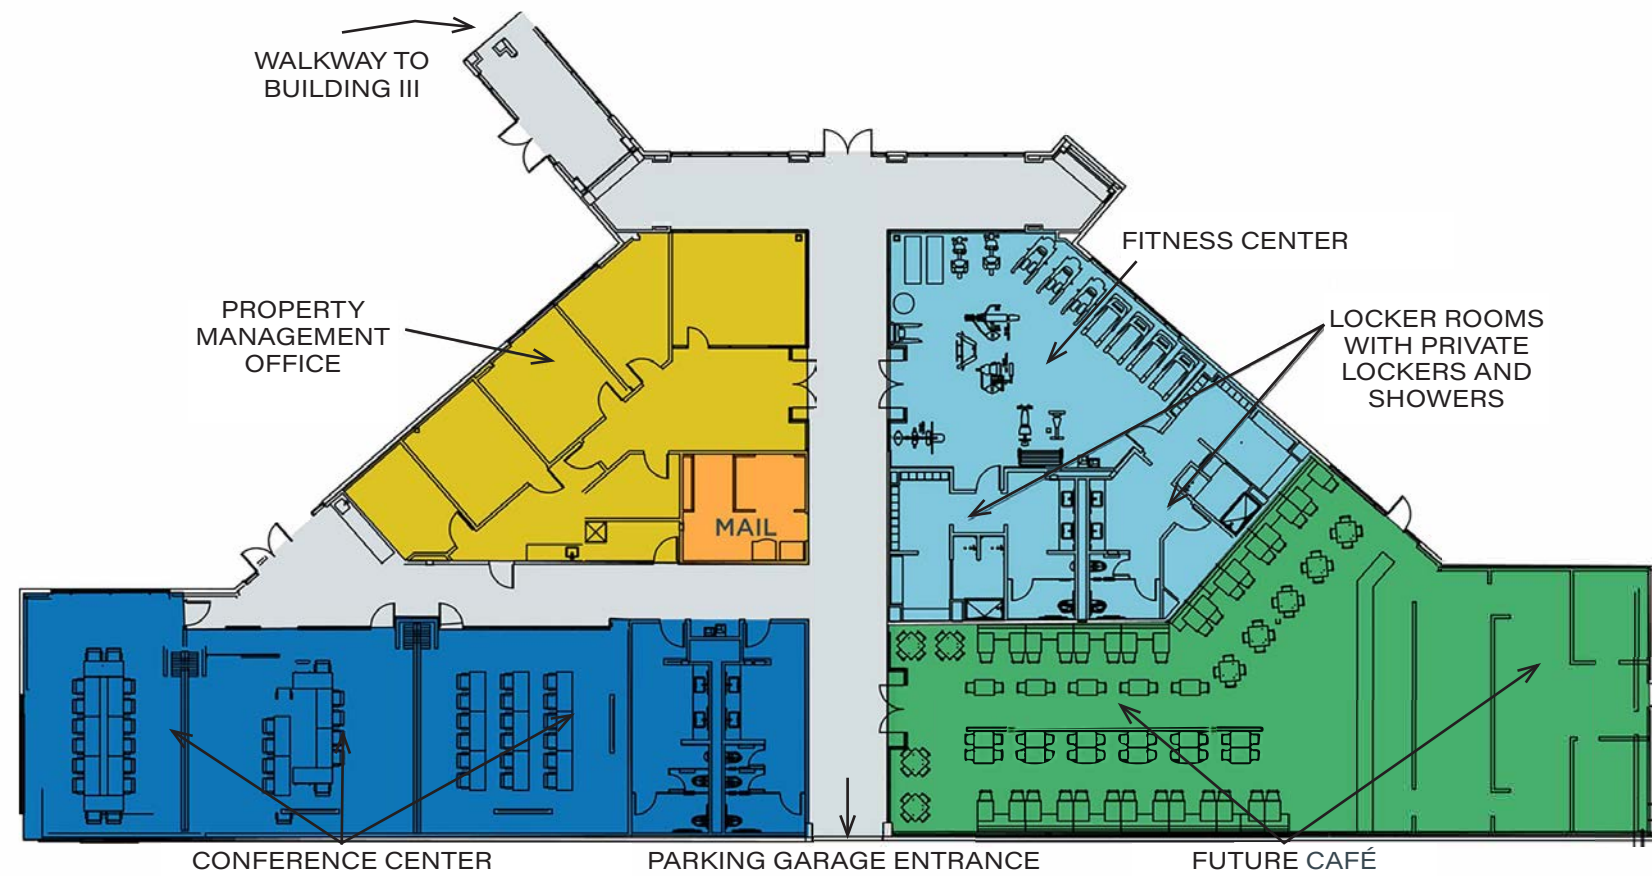 WALKWAY TO
BUILDING III
FITNESS CENTER
PROPERTY
MANAGEMENT
OFFICE
LOCKER ROOMS
WITH PRIVATE
LOCKERS AND
SHOWERS
MAIL
CONFERENCE CENTER
PARKING GARAGE ENTRANCE
FUTURE CAFÉ